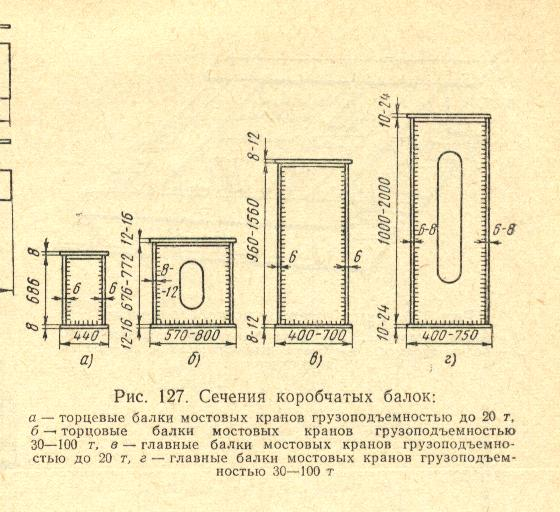 10-24
8-12
12-16
8
1000-2000
960-1560
676-772
686
6-8
6-8
6
6
8-
-12
6
6
10-24
8-12
12-16
8
440
570-800
400-700
400-750
а)
б)
в)
г)
Рис. 127. Сечения коробчатых балок:
а — торцевые балки мостовых кранов грузоподъемностью до 20 т,
б — торцовые балки мостовых кранов грузоподъемностью
30—100 т, в — главные балки мостовых кранов грузоподъемно-
стью до 20 т, г — главные балки мостовых кранов грузоподъем-
ностью 30—100 т